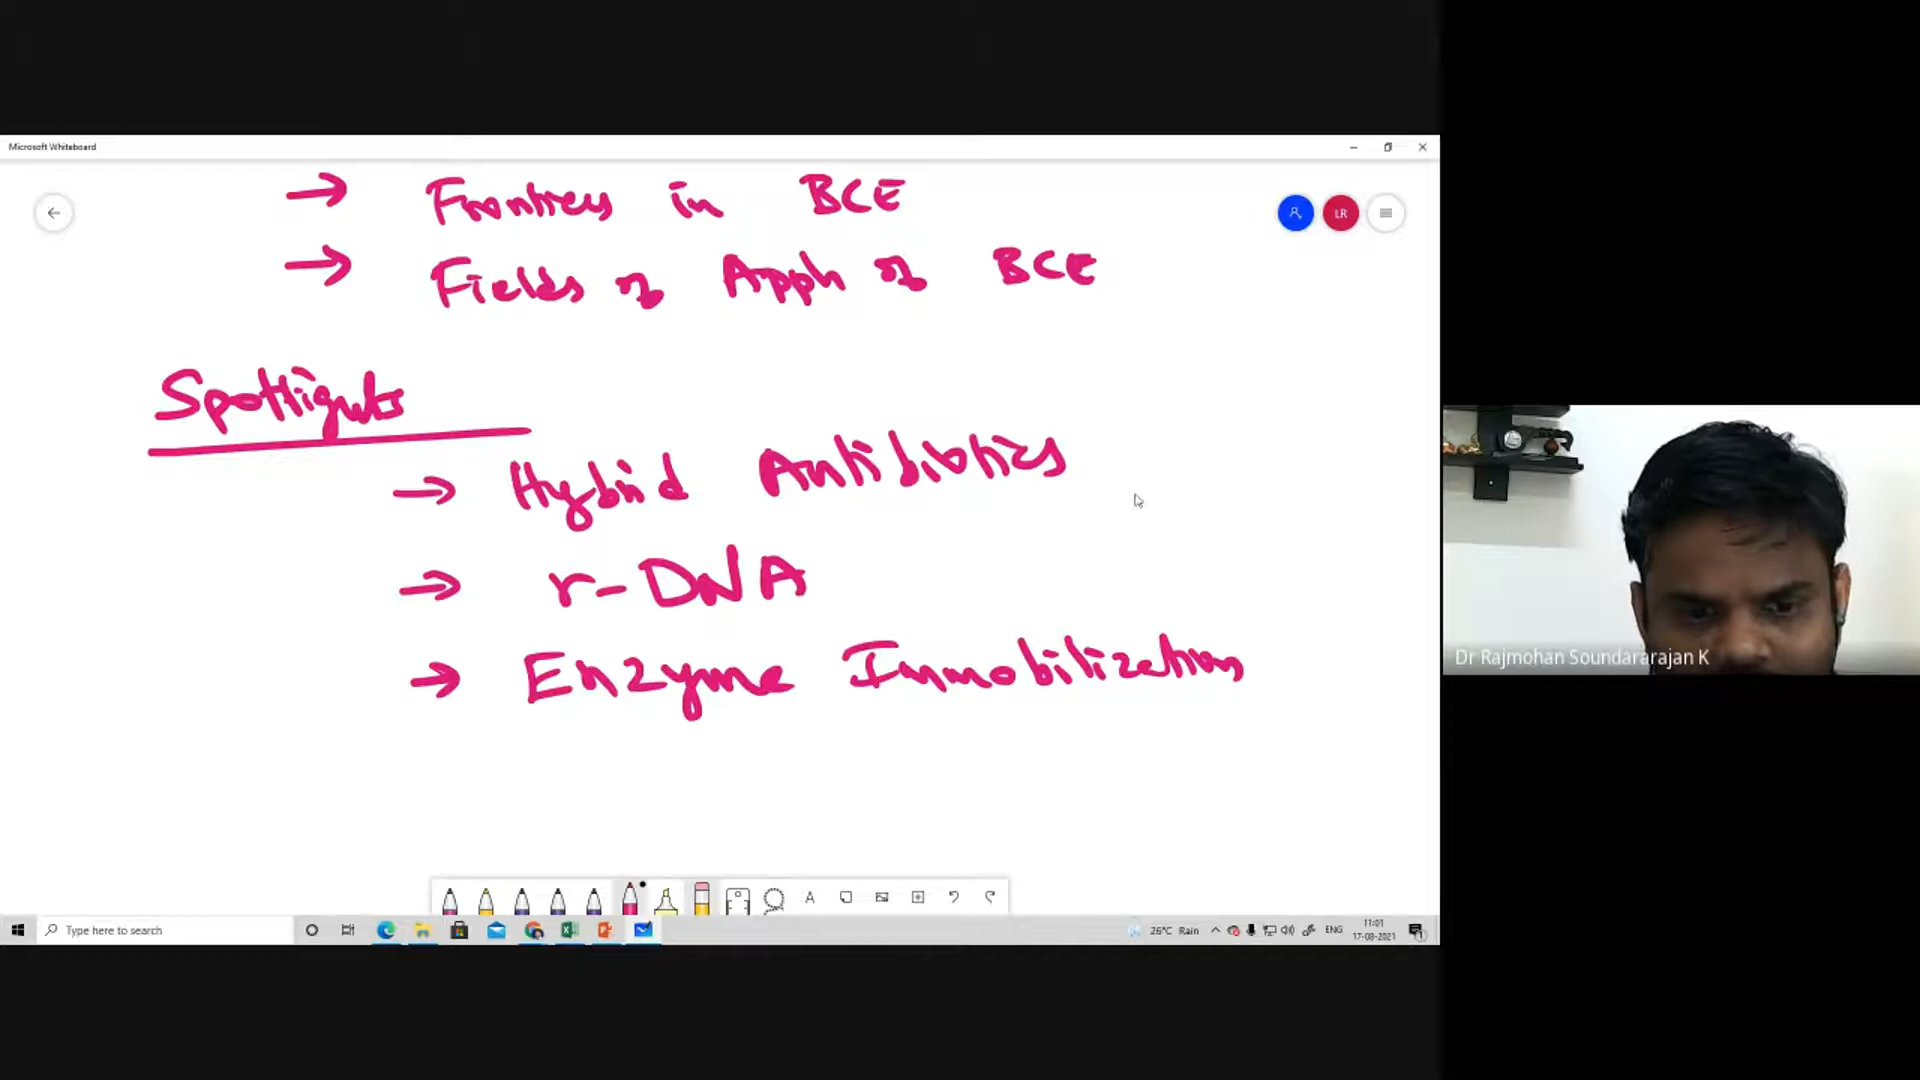 Microsoft Whiteboard
→ Frontiers in BCE
→ Fields of Appln of BCE
LR
Spotlights
→ Hybrid Antibiotics
→ r-DNA
→ Enzyme Immobilization
Dr Rajmohan Soundararajan K
A
Type here to search
26°C Rain
ENG
11:01
17-08-2021